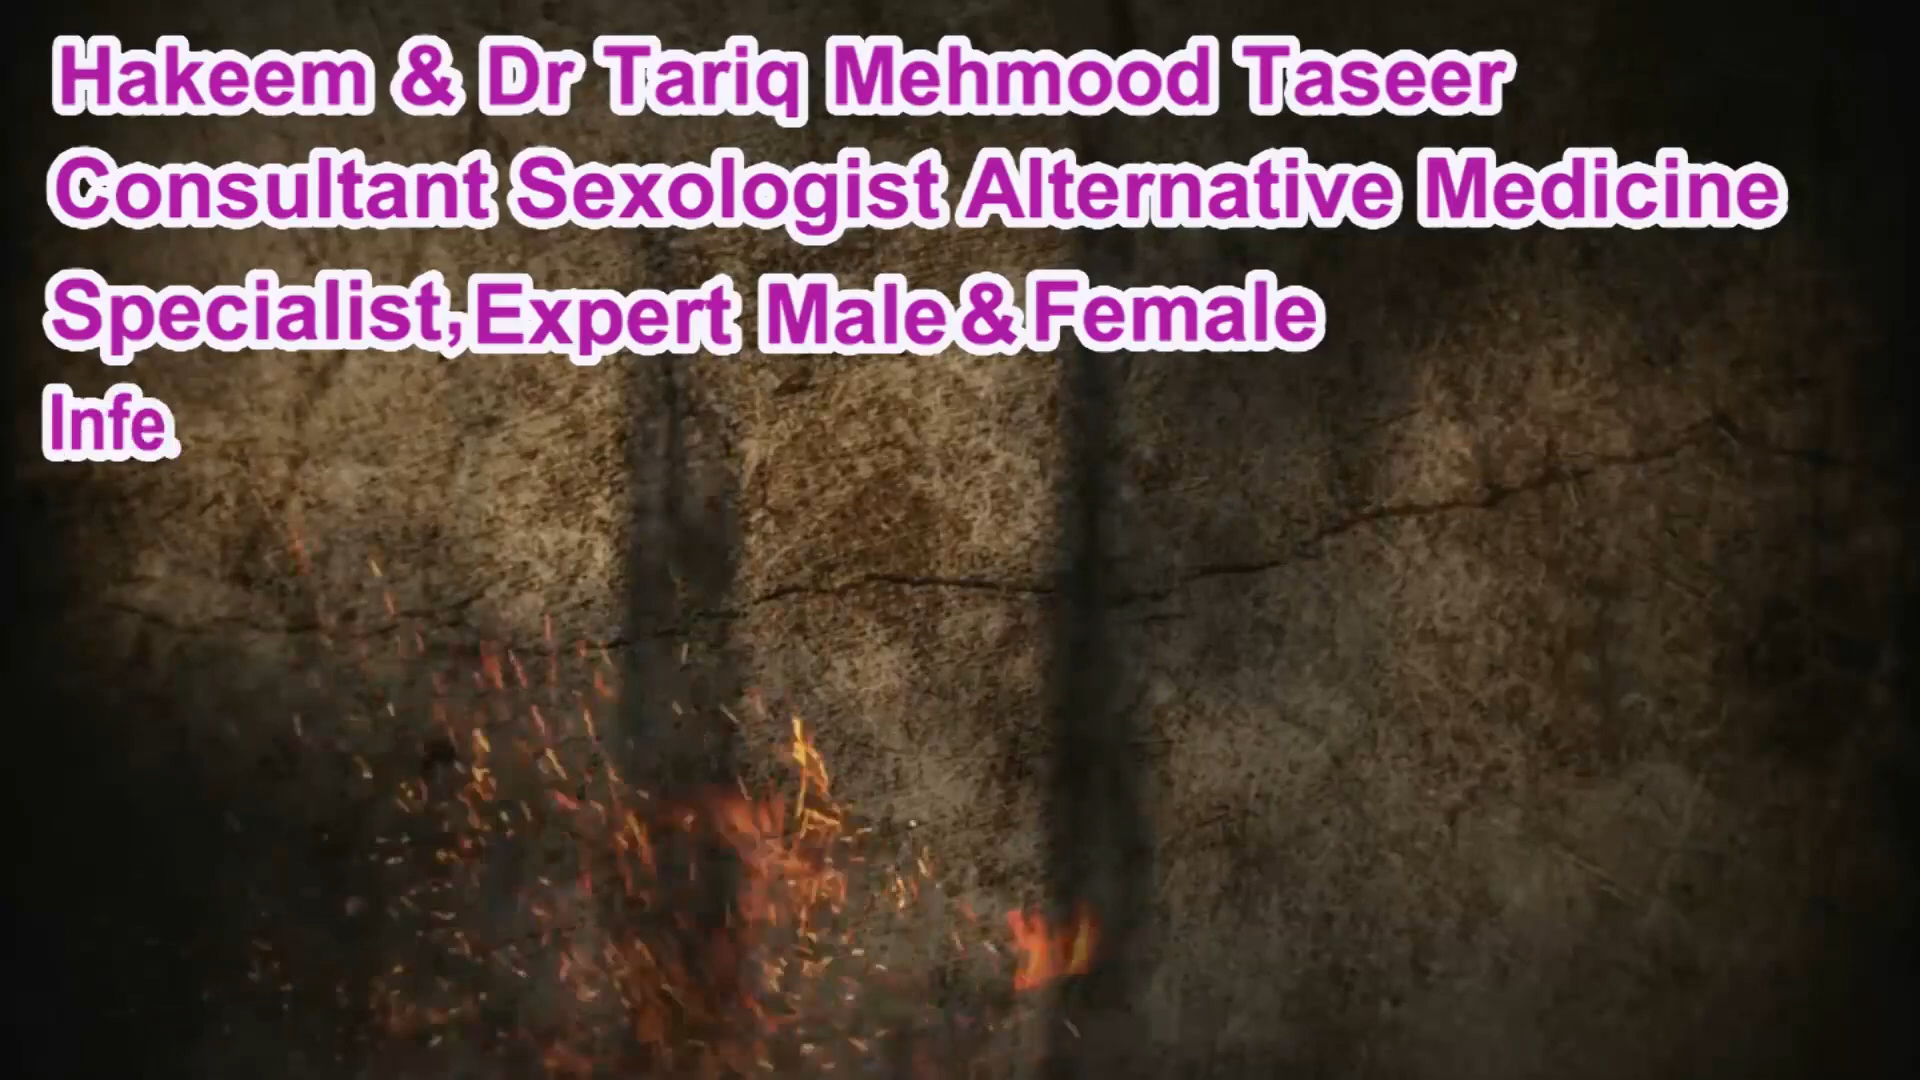 Hakeem & Dr Tariq Mehmood Taseer
Consultant Sexologist Alternative Medicine
Specialist,Expert Male&Female
Infe